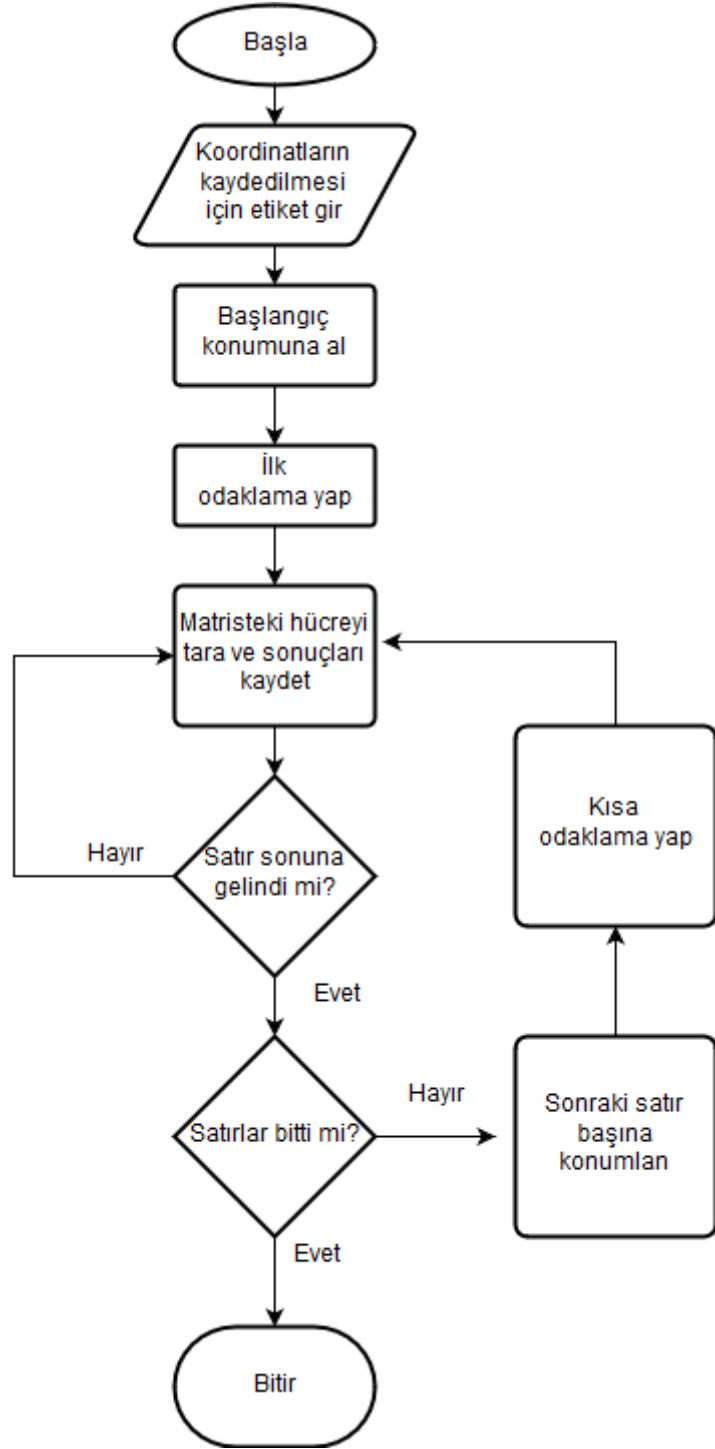 Başla
Koordinatların
kaydedilmesi
için etiket gir
Başlangıç
konumuna al
İlk
odaklama yap
Matristeki hücreyi
tara ve sonuçları
kaydet
Kısa
odaklama yap
Hayır
Satır sonuna
gelindi mi?
Evet
Hayır
Satırlar bitti mi?
Sonraki satır
başına
konumlan
Evet
Bitir